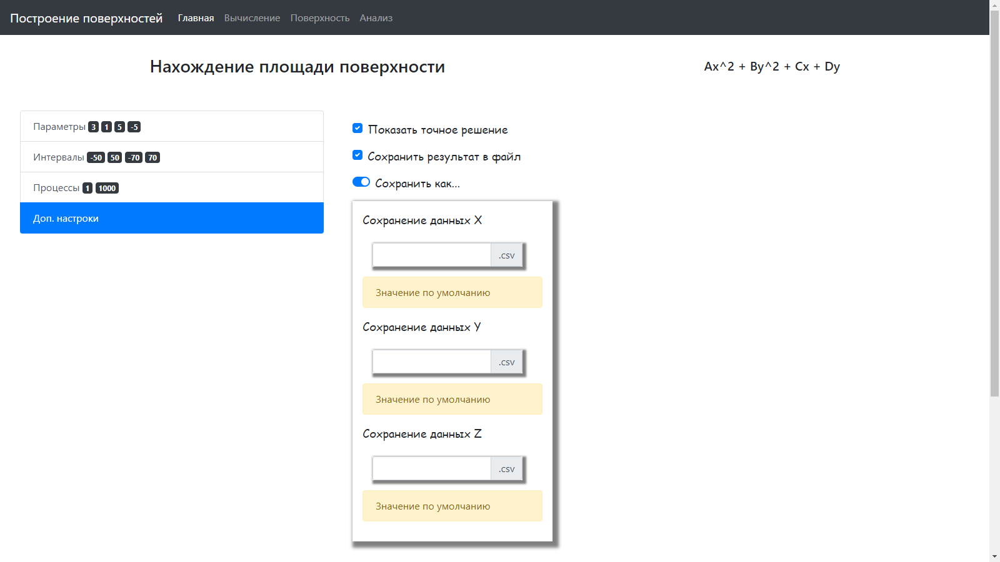 Построение поверхностей Главная Вычисление Поверхность Анализ
Нахождение площади поверхности
Ax^2 + By^2 + Cx + Dy
Параметры 3 1 5 -5
Интервалы -50 50 -70 70
Процессы 1 1000
Доп. настроки
Показать точное решение
Сохранить результат в файл
Сохранить как...
Сохранение данных X
.csv
Значение по умолчанию
Сохранение данных Y
.csv
Значение по умолчанию
Сохранение данных Z
.csv
Значение по умолчанию